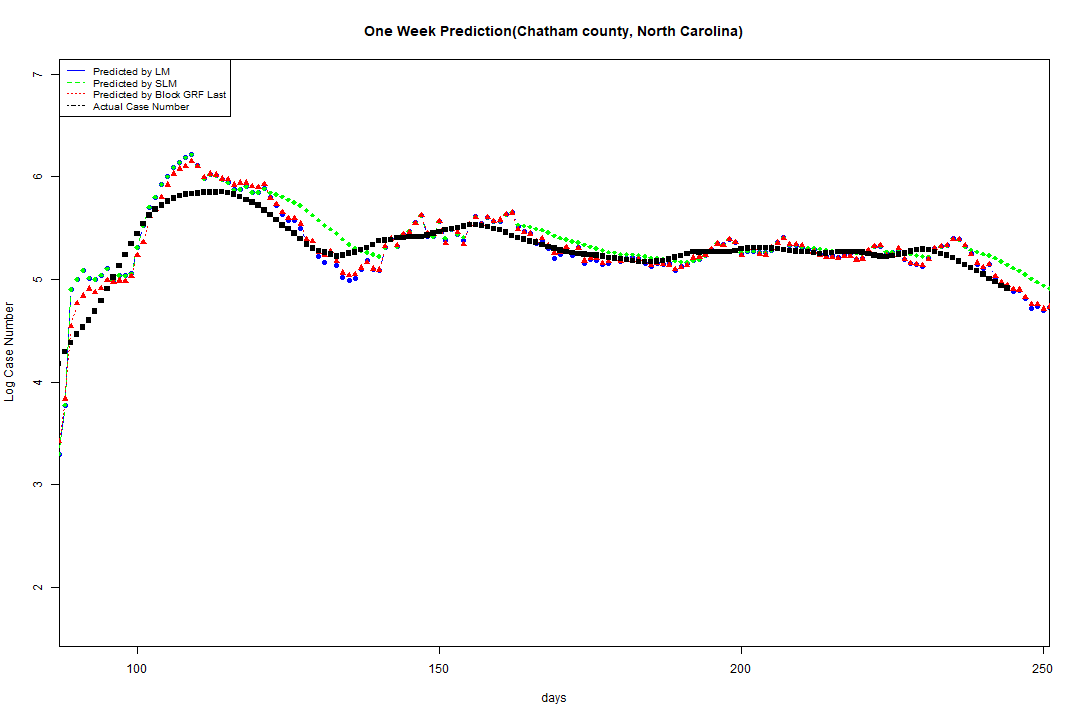 One Week Prediction(Chatham county, North Carolina)
Predicted by LM
Predicted by SLM
Predicted by Block GRF Last
Actual Case Number
7
6
5
4
3
2
Log Case Number
100 150 200 250
days